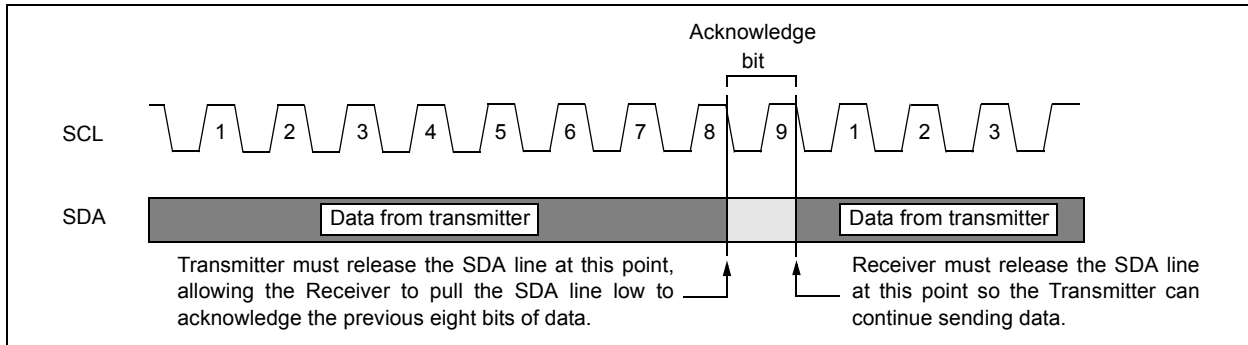 Acknowledge
bit
SCL
1 2 3 4 5 6 7 8 9 1 2 3
SDA
Data from transmitter
Data from transmitter
Transmitter must release the SDA line at this point,
allowing the Receiver to pull the SDA line low to
acknowledge the previous eight bits of data.
Receiver must release the SDA line
at this point so the Transmitter can
continue sending data.